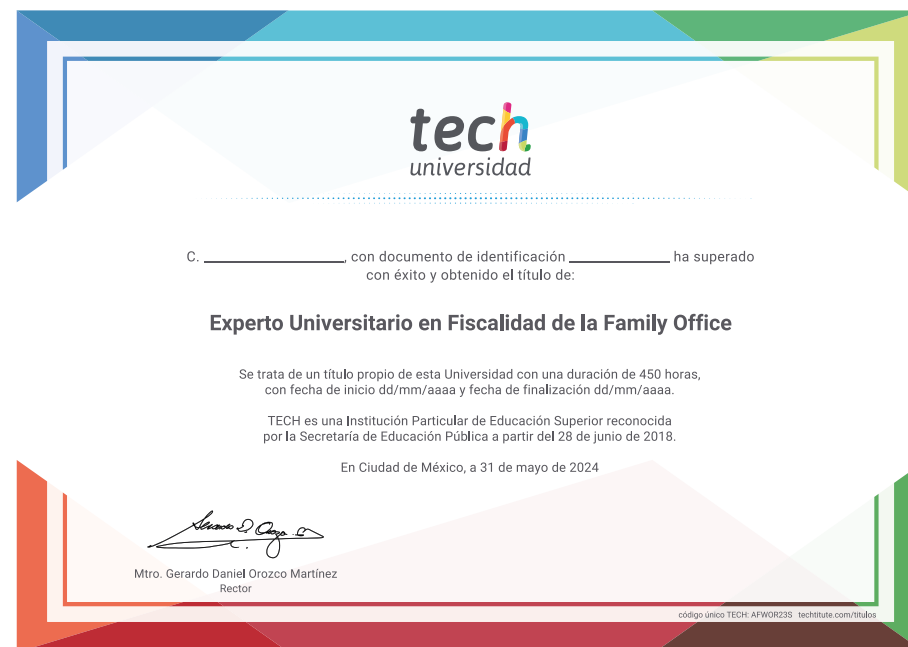 tech
universidad
C. ____________________, con documento de identificación ______________ ha superado
con éxito y obtenido el título de:
Experto Universitario en Fiscalidad de la Family Office
Se trata de un título propio de esta Universidad con una duración de 450 horas,
con fecha de inicio dd/mm/aaaa y fecha de finalización dd/mm/aaaa.
TECH es una Institución Particular de Educación Superior reconocida
por la Secretaría de Educación Pública a partir del 28 de junio de 2018.
En Ciudad de México, a 31 de mayo de 2024
Mtro. Gerardo Daniel Orozco Martínez
Rector
código único TECH: AFWOR23S techtitute.com/titulos